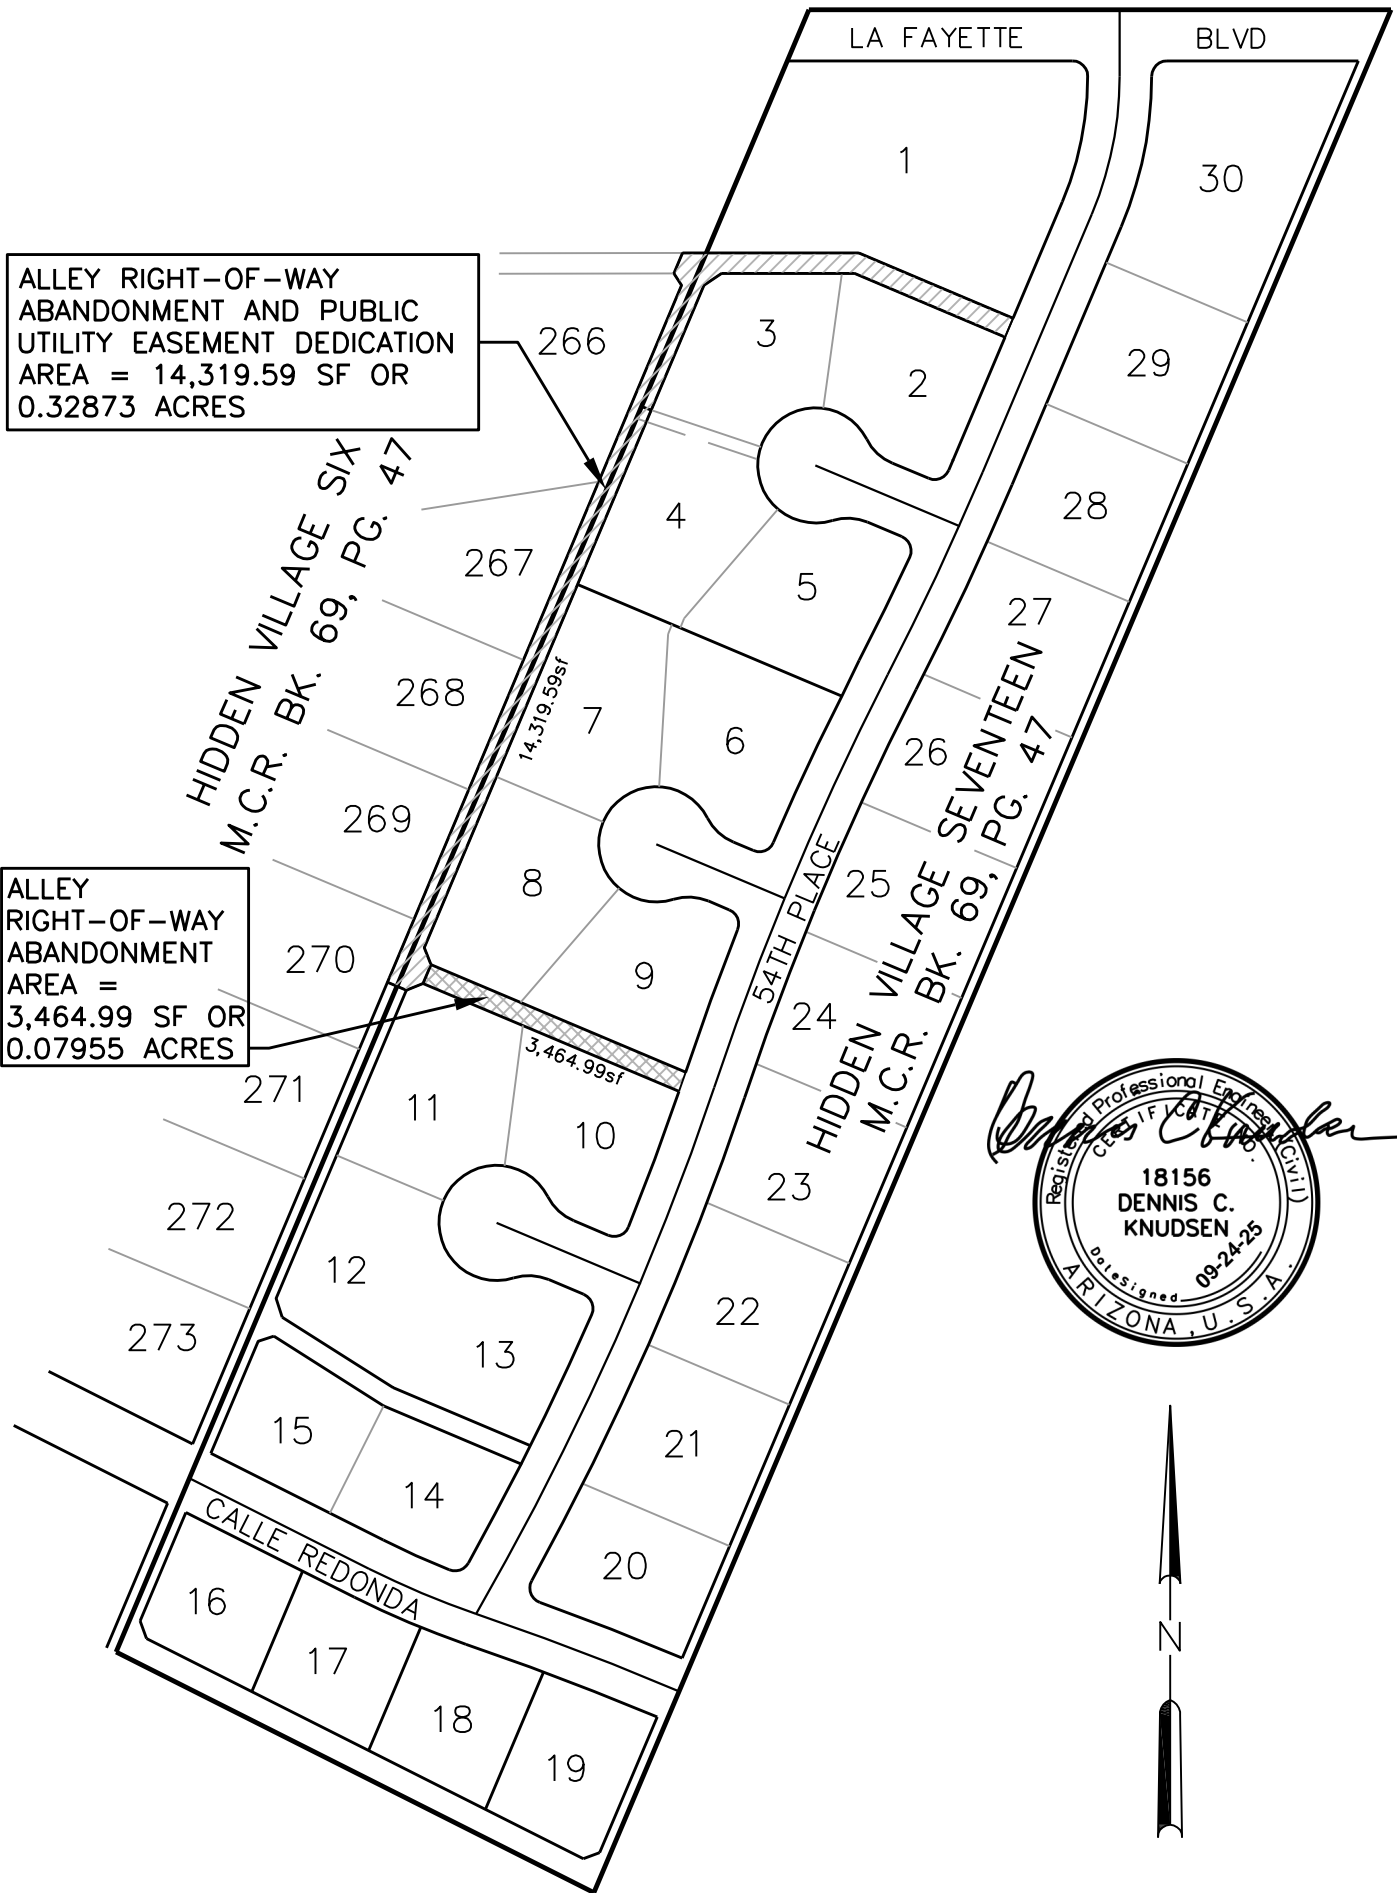 LA FAYETTE BLVD
1
30
ALLEY RIGHT-OF-WAY
ABANDONMENT AND PUBLIC
UTILITY EASEMENT DEDICATION
AREA = 14,319.59 SF OR
0.32873 ACRES
266
3
2
29
HIDDEN VILLAGE SIX
M.C.R. BK. 69, PG. 47
267
4
5
28
27
268
14,319.59sf
7
6
26
HIDDEN VILLAGE SEVENTEEN
M.C.R. BK. 69, PG. 47
269
8
25
54TH PLACE
ALLEY
RIGHT-OF-WAY
ABANDONMENT
AREA =
3,464.99 SF OR
0.07955 ACRES
270
9
24
3,464.99sf
271
11
10
23
272
12
22
273
13
15
14
21
CALLE REDONDA
20
16
17
18
19
Registered Professional Engineer (Civil)
CERTIFICATE NO.
18156
DENNIS C.
KNUDSEN
Date Signed 09-24-25
ARIZONA, U.S.A.
N